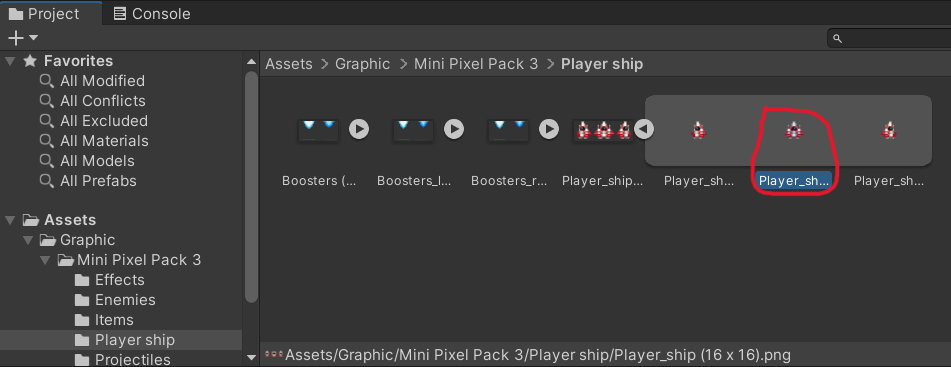 Project
Console
Favorites
All Modified
All Conflicts
All Excluded
All Materials
All Models
All Prefabs
Assets
Graphic
Mini Pixel Pack 3
Effects
Enemies
Items
Player ship
Projectiles
Assets > Graphic > Mini Pixel Pack 3 > Player ship
Boosters (...
Boosters_l...
Boosters_r...
Player_ship...
Player_sh...
Player_sh...
Player_sh...
Assets/Graphic/Mini Pixel Pack 3/Player ship/Player_ship (16 x 16).png